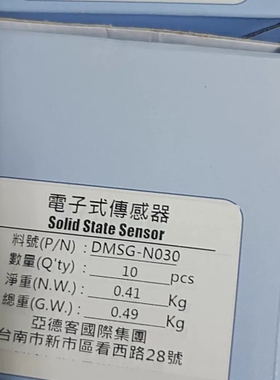 電子式傳感器
Solid State Sensor
料號(P/N) : DMSG-N030
數量(Q'ty) : 10 pcs
淨重(N.W.) : 0.41 Kg
總重(G.W.) : 0.49 Kg
亞德客國際集團
台南市新市區看西路28號